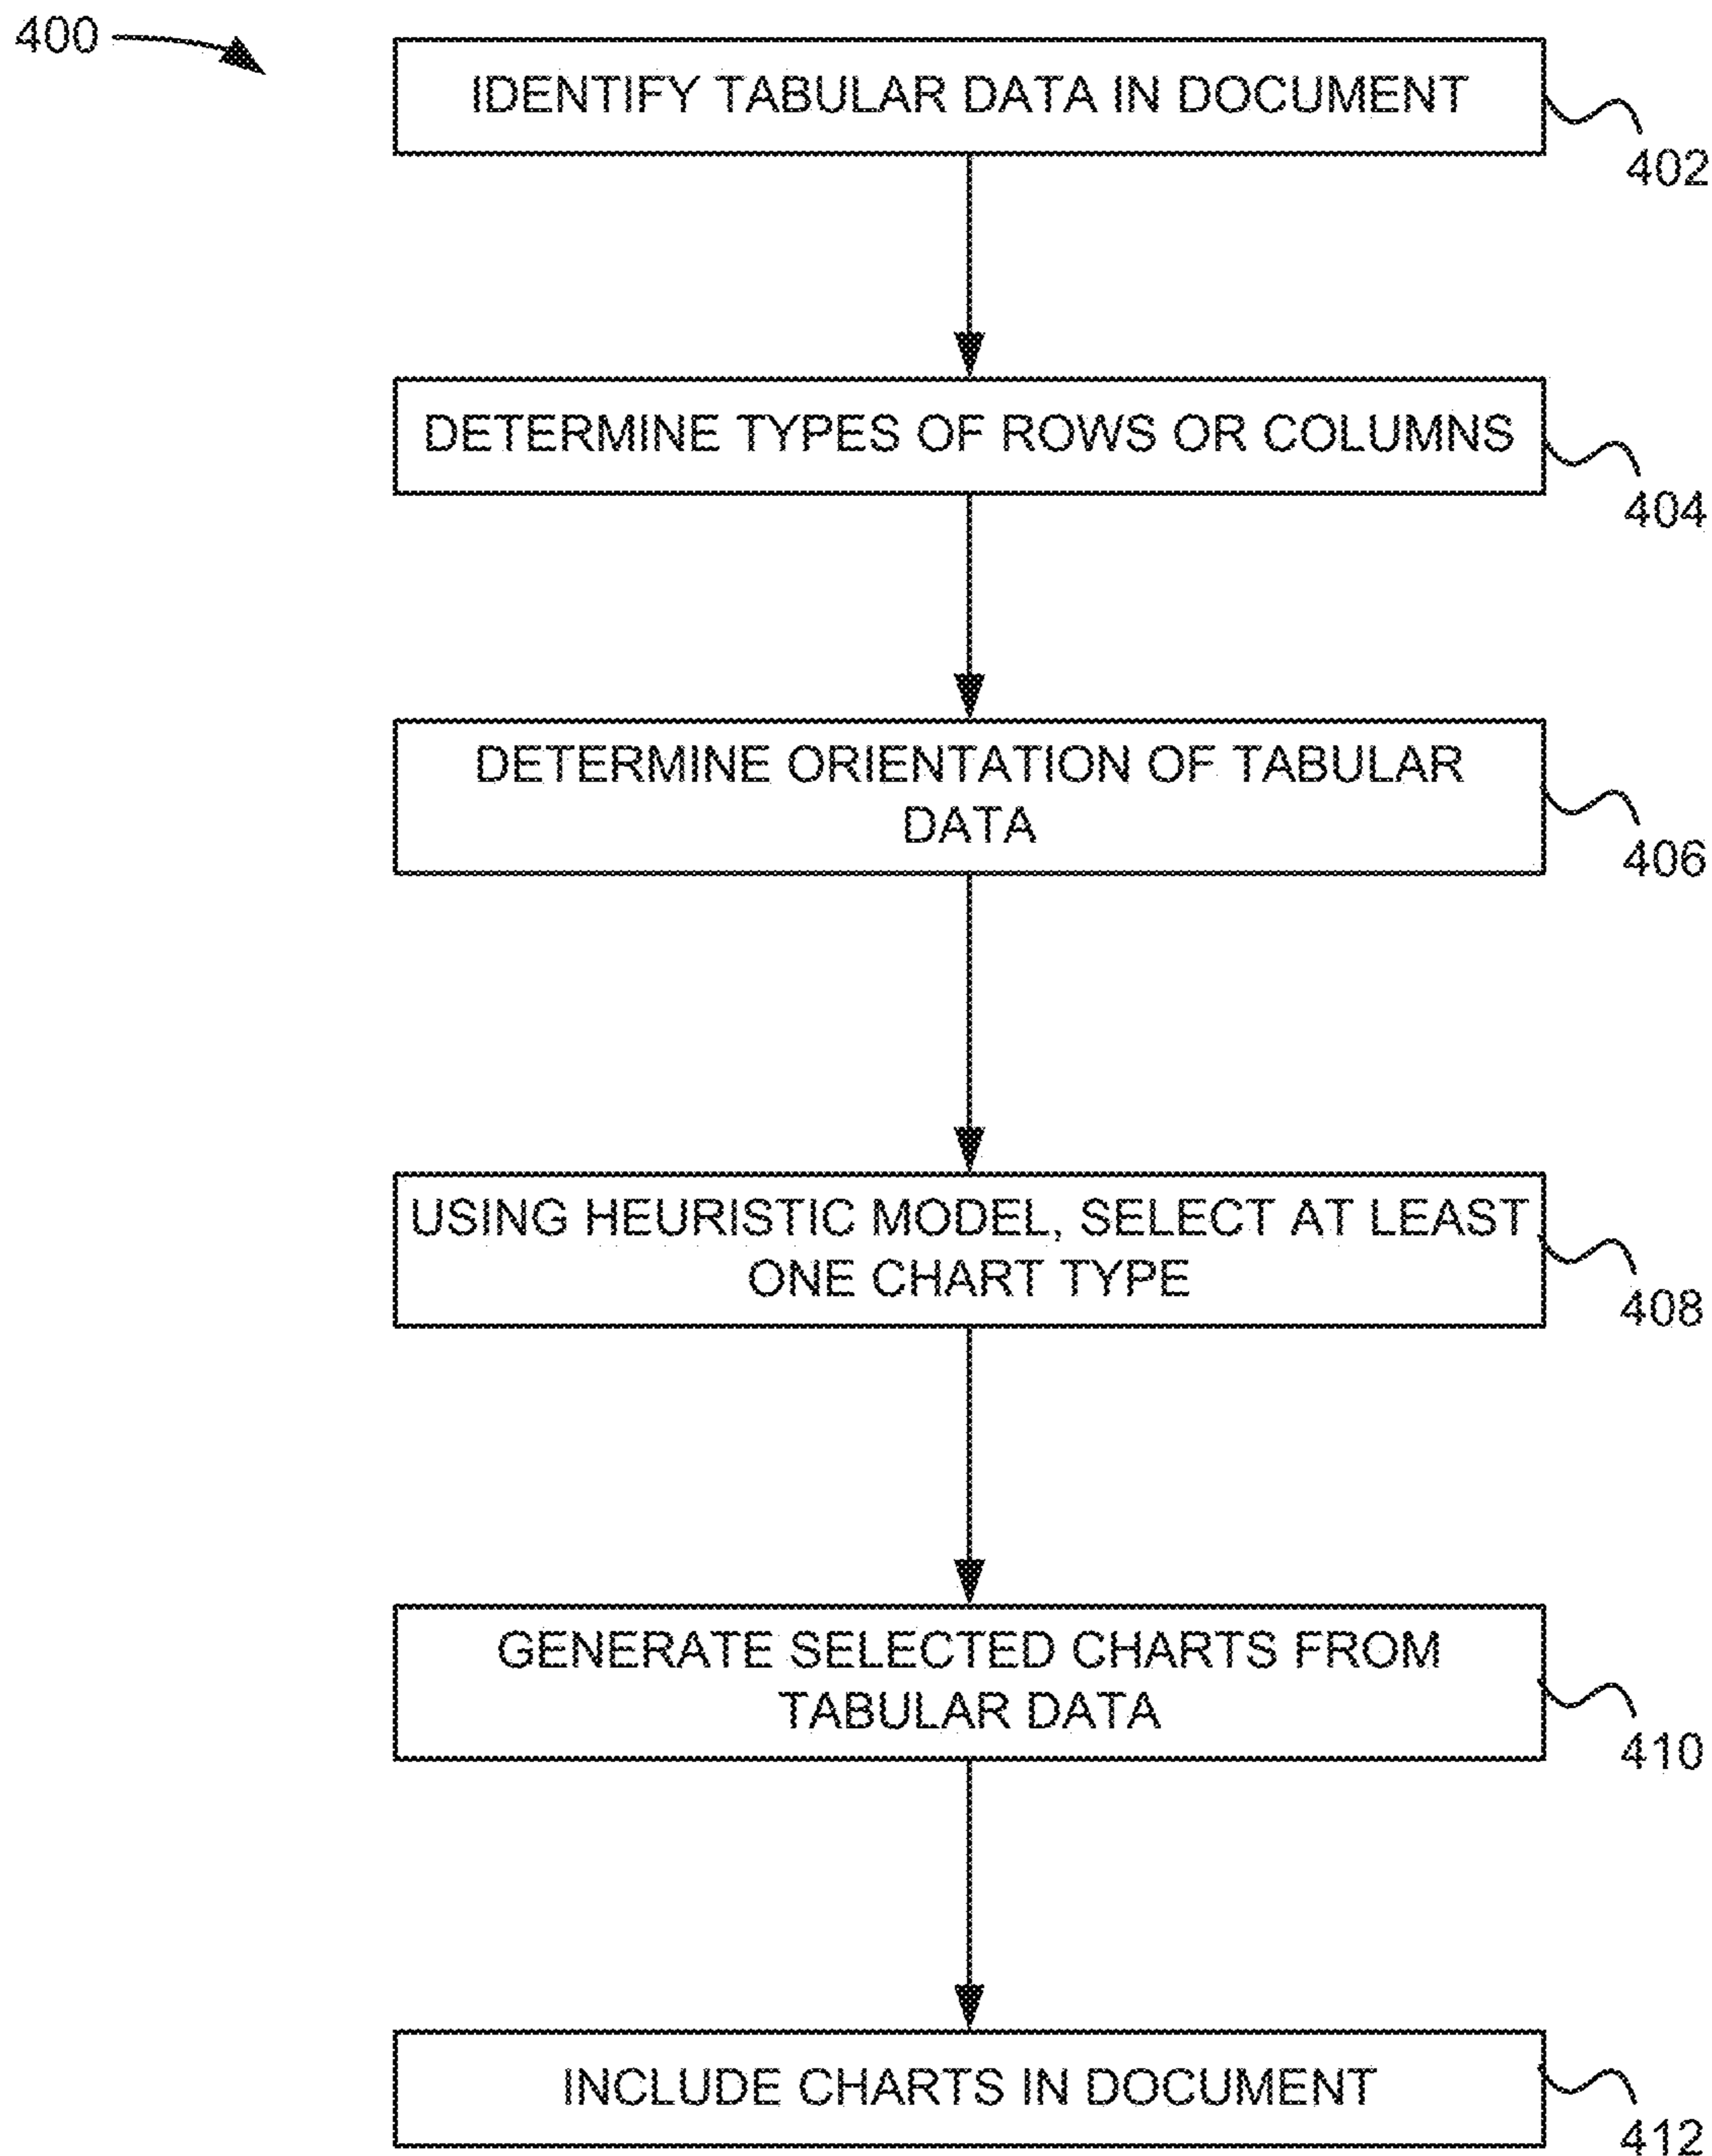 400
IDENTIFY TABULAR DATA IN DOCUMENT
402
DETERMINE TYPES OF ROWS OR COLUMNS
404
DETERMINE ORIENTATION OF TABULAR
DATA
406
USING HEURISTIC MODEL, SELECT AT LEAST
ONE CHART TYPE
408
GENERATE SELECTED CHARTS FROM
TABULAR DATA
410
INCLUDE CHARTS IN DOCUMENT
412